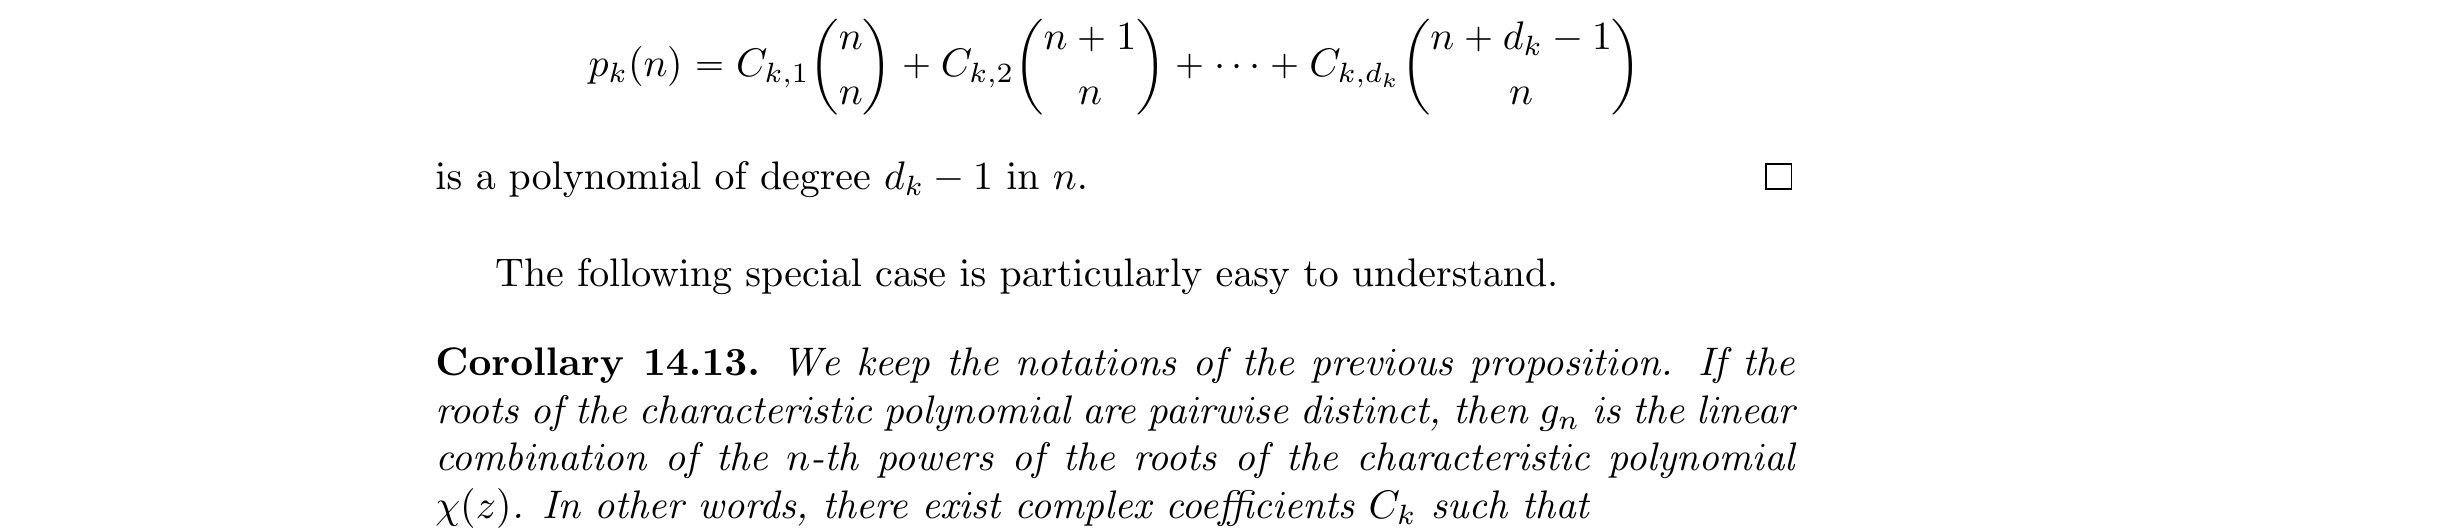 $p_k(n) = C_{k,1}\binom{n}{n} + C_{k,2}\binom{n+1}{n} + \cdots + C_{k,d_k}\binom{n+d_k-1}{n}$
is a polynomial of degree $d_k - 1$ in $n$. □
The following special case is particularly easy to understand.
Corollary 14.13. We keep the notations of the previous proposition. If the
roots of the characteristic polynomial are pairwise distinct, then $g_n$ is the linear
combination of the $n$-th powers of the roots of the characteristic polynomial
$\chi(z)$. In other words, there exist complex coefficients $C_k$ such that